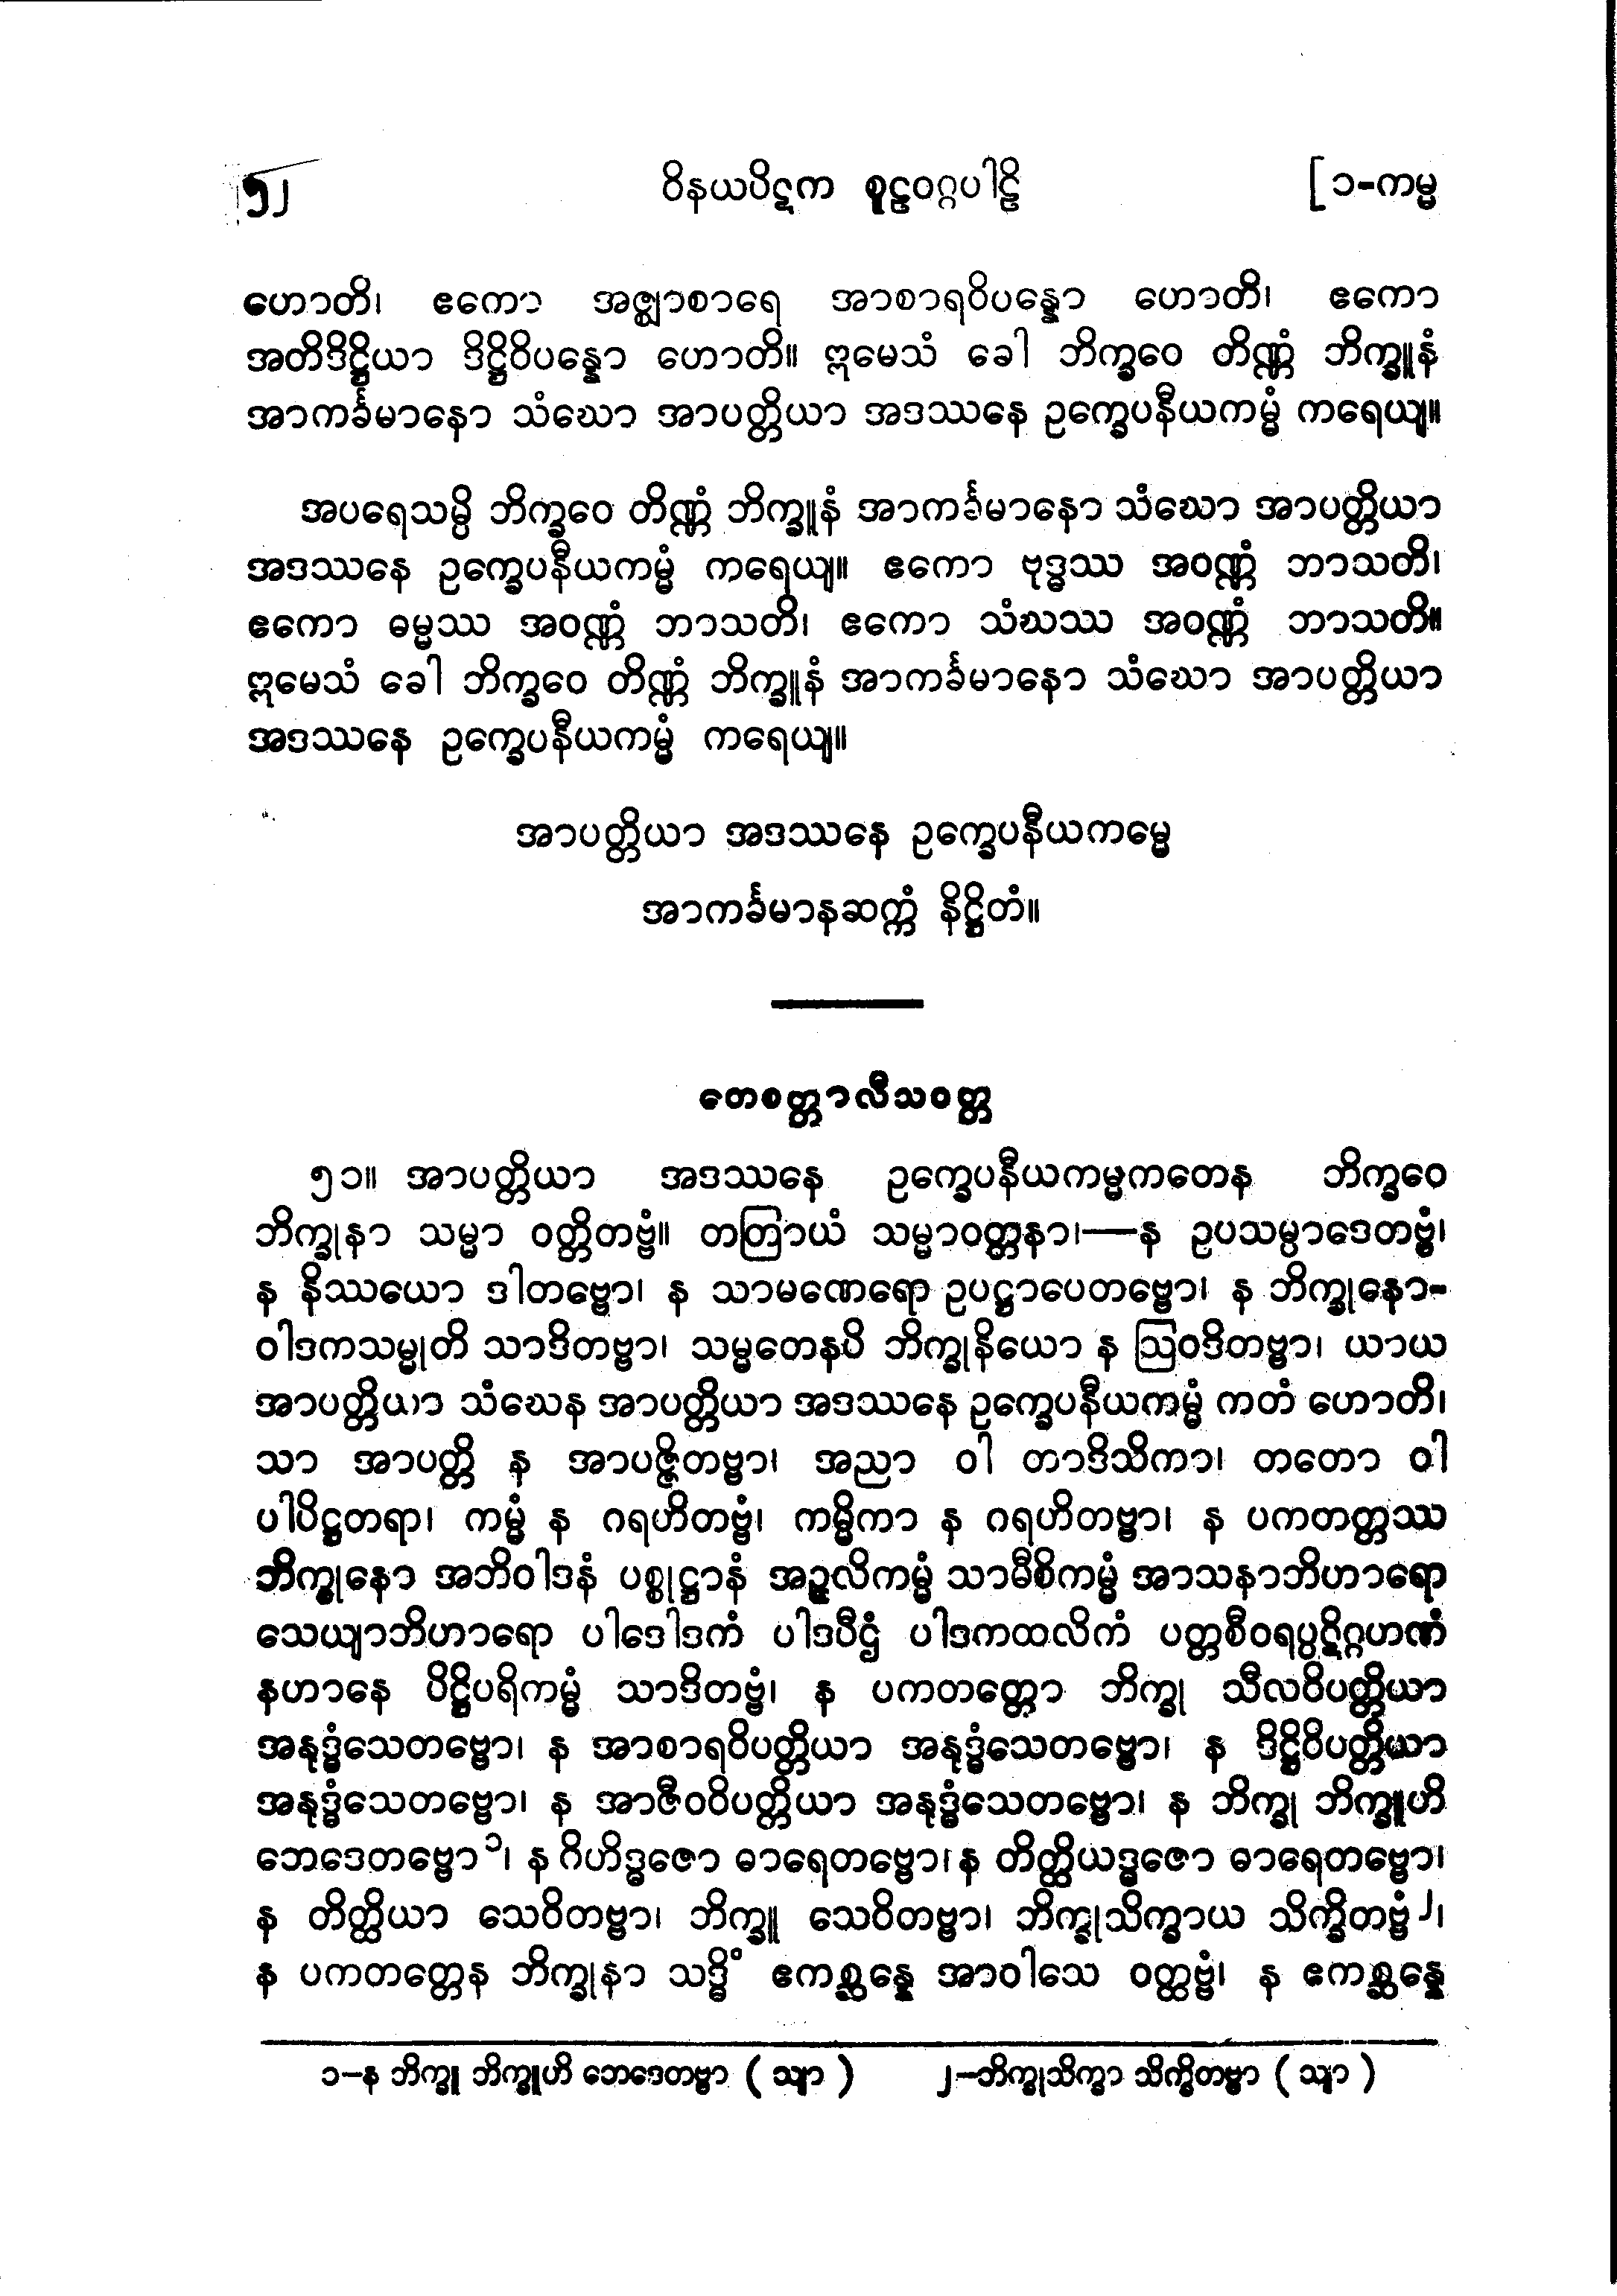 ၅၂ ဝိနယပိဋက စူဠဝဂ္ဂပါဠိ [၁-ကမ္မ
ဟောတိ၊ ဧကော အဇ္ဈာစာရေ အာစာရဝိပန္နော ဟောတိ၊ ဧကော
အတိဒိဋ္ဌိယာ ဒိဋ္ဌိဝိပန္နော ဟောတိ။ ဣမေသံ ခေါ ဘိက္ခဝေ တိဏ္ဏံ ဘိက္ခူနံ
အာကင်္ခမာနော သံဃော အာပတ္တိယာ အဒဿနေ ဥက္ခေပနီယကမ္မံ ကရေယျ။
အပရေသမ္ပိ ဘိက္ခဝေ တိဏ္ဏံ ဘိက္ခူနံ အာကင်္ခမာနော သံဃော အာပတ္တိယာ
အဒဿနေ ဥက္ခေပနီယကမ္မံ ကရေယျ။ ဧကော ဗုဒ္ဓဿ အဝဏ္ဏံ ဘာသတိ၊
ဧကော ဓမ္မဿ အဝဏ္ဏံ ဘာသတိ၊ ဧကော သံဃဿ အဝဏ္ဏံ ဘာသတိ။
ဣမေသံ ခေါ ဘိက္ခဝေ တိဏ္ဏံ ဘိက္ခူနံ အာကင်္ခမာနော သံဃော အာပတ္တိယာ
အဒဿနေ ဥက္ခေပနီယကမ္မံ ကရေယျ။
အာပတ္တိယာ အဒဿနေ ဥက္ခေပနီယကမ္မေ
အာကင်္ခမာနဆက္ကံ နိဋ္ဌိတံ။
တေစတ္တာလီသဝတ္တ
၅၁။ အာပတ္တိယာ အဒဿနေ ဥက္ခေပနီယကမ္မကတေန ဘိက္ခဝေ
ဘိက္ခုနာ သမ္မာ ဝတ္တိတဗ္ဗံ။ တတြာယံ သမ္မာဝတ္တနာ၊—န ဥပသမ္ပာဒေတဗ္ဗံ၊
န နိဿယော ဒါတဗ္ဗော၊ န သာမဏေရော ဥပဋ္ဌာပေတဗ္ဗော၊ န ဘိက္ခုနော-
ဝါဒကသမ္မုတိ သာဒိတဗ္ဗာ၊ သမ္မတေနပိ ဘိက္ခုနိယော န ဩဝဒိတဗ္ဗာ၊ ယာယ
အာပတ္တိယာ သံဃေန အာပတ္တိယာ အဒဿနေ ဥက္ခေပနီယကမ္မံ ကတံ ဟောတိ၊
သာ အာပတ္တိ န အာပဇ္ဇိတဗ္ဗာ၊ အညာ ဝါ တာဒိသိကာ၊ တတော ဝါ
ပါပိဋ္ဌတရာ၊ ကမ္မံ န ဂရဟိတဗ္ဗံ၊ ကမ္မိကာ န ဂရဟိတဗ္ဗာ၊ န ပကတတ္တဿ
ဘိက္ခုနော အဘိဝါဒနံ ပစ္စုဋ္ဌာနံ အဉ္ဇလိကမ္မံ သာမီစိကမ္မံ အာသနာဘိဟာရော
သေယျာဘိဟာရော ပါဒေါဒကံ ပါဒပီဌံ ပါဒကထလိကံ ပတ္တစီဝရပ္ပဋိဂ္ဂဟဏံ
နဟာနေ ပိဋ္ဌိပရိကမ္မံ သာဒိတဗ္ဗံ၊ န ပကတတ္တော ဘိက္ခု သီလဝိပတ္တိယာ
အနုဒ္ဓံသေတဗ္ဗော၊ န အာစာရဝိပတ္တိယာ အနုဒ္ဓံသေတဗ္ဗော၊ န ဒိဋ္ဌိဝိပတ္တိယာ
အနုဒ္ဓံသေတဗ္ဗော၊ န အာဇီဝဝိပတ္တိယာ အနုဒ္ဓံသေတဗ္ဗော၊ န ဘိက္ခု ဘိက္ခူဟိ
ဘေဒေတဗ္ဗော၁၊ န ဂိဟိဒ္ဓဇော ဓာရေတဗ္ဗော၊ န တိတ္ထိယဒ္ဓဇော ဓာရေတဗ္ဗော၊
န တိတ္ထိယာ သေဝိတဗ္ဗာ၊ ဘိက္ခူ သေဝိတဗ္ဗာ၊ ဘိက္ခုသိက္ခာယ သိက္ခိတဗ္ဗံ၂၊
န ပကတတ္တေန ဘိက္ခုနာ သဒ္ဓိံ ဧကစ္ဆန္နေ အာဝါသေ ဝတ္ထဗ္ဗံ၊ န ဧကစ္ဆန္နေ
၁—န ဘိက္ခူ ဘိက္ခူဟိ ဘေဒေတဗ္ဗာ ( သျာ ) ၂—ဘိက္ခုသိက္ခာ သိက္ခိတဗ္ဗာ ( သျာ )